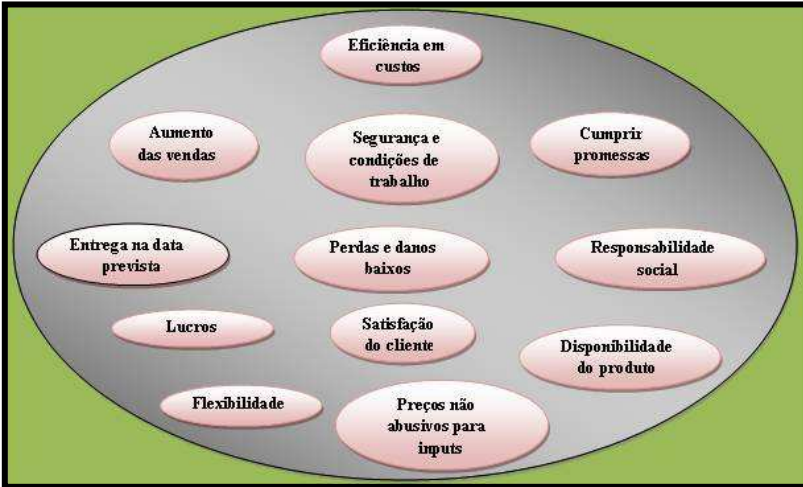 Eficiência em
custos
Aumento
das vendas
Segurança e
condições de
trabalho
Cumprir
promessas
Entrega na data
prevista
Perdas e danos
baixos
Responsabilidade
social
Lucros
Satisfação
do cliente
Disponibilidade
do produto
Flexibilidade
Preços não
abusivos para
inputs